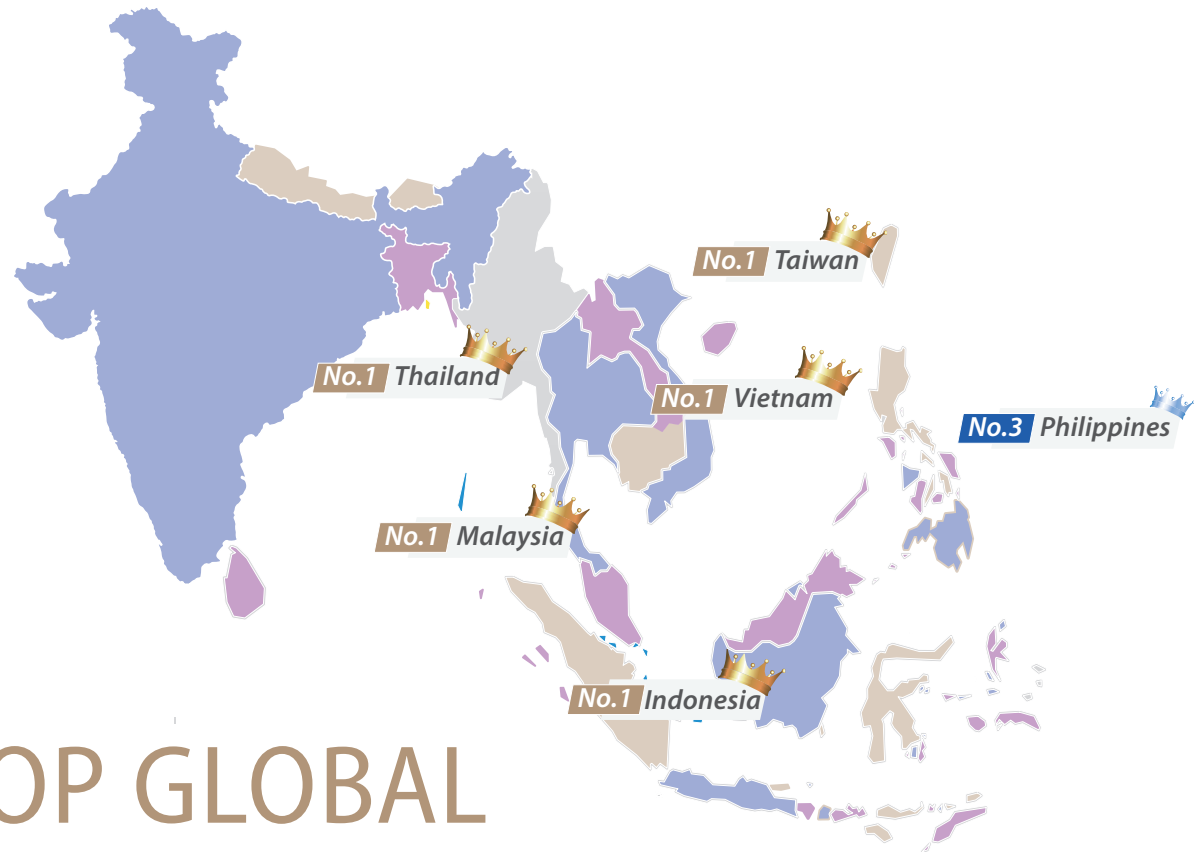 No.1 Taiwan
No.1 Thailand
No.1 Vietnam
No.3 Philippines
No.1 Malaysia
No.1 Indonesia
OP GLOBAL